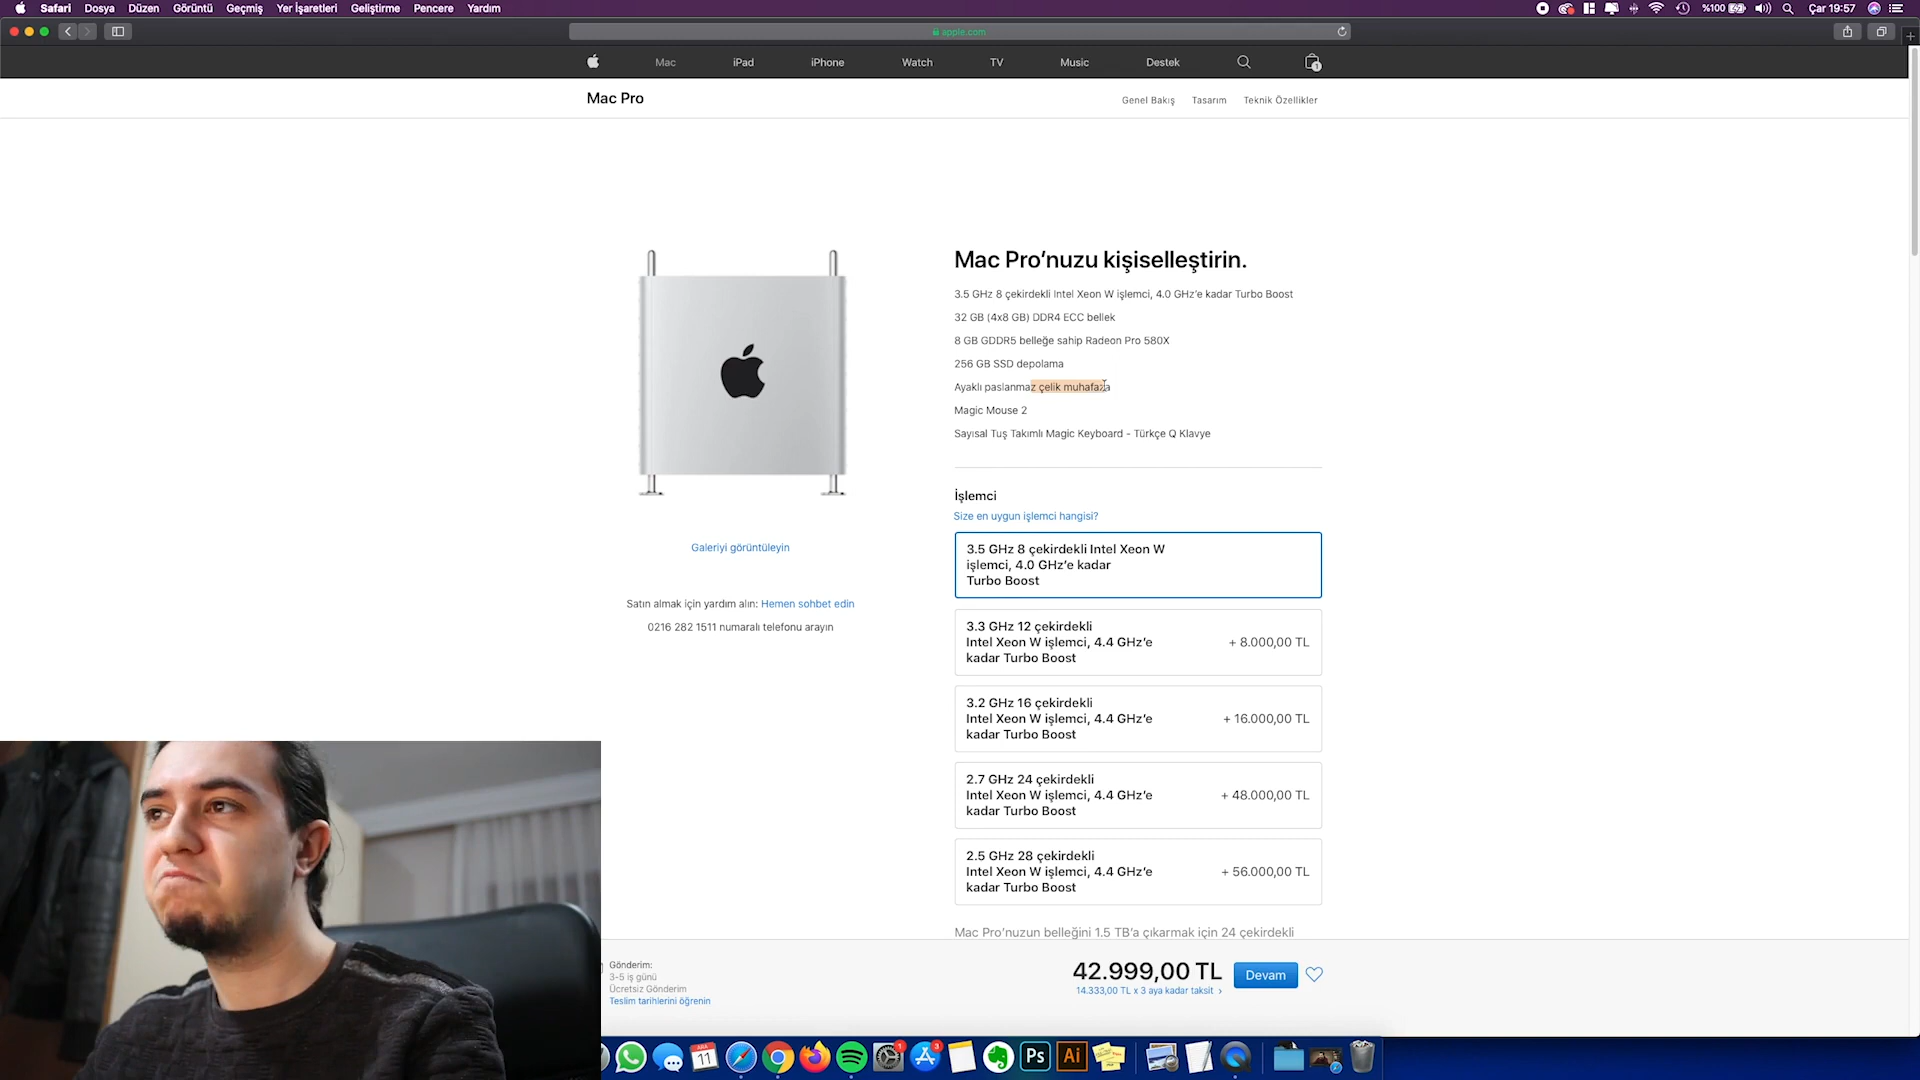 Safari Dosya Düzen Görüntü Geçmiş Yer İşaretleri Geliştirme Pencere Yardım
%100 Çar 19:57
apple.com
Mac iPad iPhone Watch TV Music Destek
1
Mac Pro
Genel Bakış Tasarım Teknik Özellikler
Mac Pro’nuzu kişiselleştirin.
3.5 GHz 8 çekirdekli Intel Xeon W işlemci, 4.0 GHz’e kadar Turbo Boost
32 GB (4x8 GB) DDR4 ECC bellek
8 GB GDDR5 belleğe sahip Radeon Pro 580X
256 GB SSD depolama
Ayaklı paslanmaz çelik muhafaza
Magic Mouse 2
Sayısal Tuş Takımlı Magic Keyboard - Türkçe Q Klavye
Galeriyi görüntüleyin
Satın almak için yardım alın: Hemen sohbet edin
0216 282 1511 numaralı telefonu arayın
İşlemci
Size en uygun işlemci hangisi?
3.5 GHz 8 çekirdekli Intel Xeon W
işlemci, 4.0 GHz’e kadar
Turbo Boost
3.3 GHz 12 çekirdekli
Intel Xeon W işlemci, 4.4 GHz’e
kadar Turbo Boost
+ 8.000,00 TL
3.2 GHz 16 çekirdekli
Intel Xeon W işlemci, 4.4 GHz’e
kadar Turbo Boost
+ 16.000,00 TL
2.7 GHz 24 çekirdekli
Intel Xeon W işlemci, 4.4 GHz’e
kadar Turbo Boost
+ 48.000,00 TL
2.5 GHz 28 çekirdekli
Intel Xeon W işlemci, 4.4 GHz’e
kadar Turbo Boost
+ 56.000,00 TL
Mac Pro’nuzun belleğini 1.5 TB’a çıkarmak için 24 çekirdekli
Gönderim:
3-5 iş günü
Ücretsiz Gönderim
Teslim tarihlerini öğrenin
42.999,00 TL
14.333,00 TL x 3 aya kadar taksit >
Devam
ARA
11
1
3
Ps
Ai